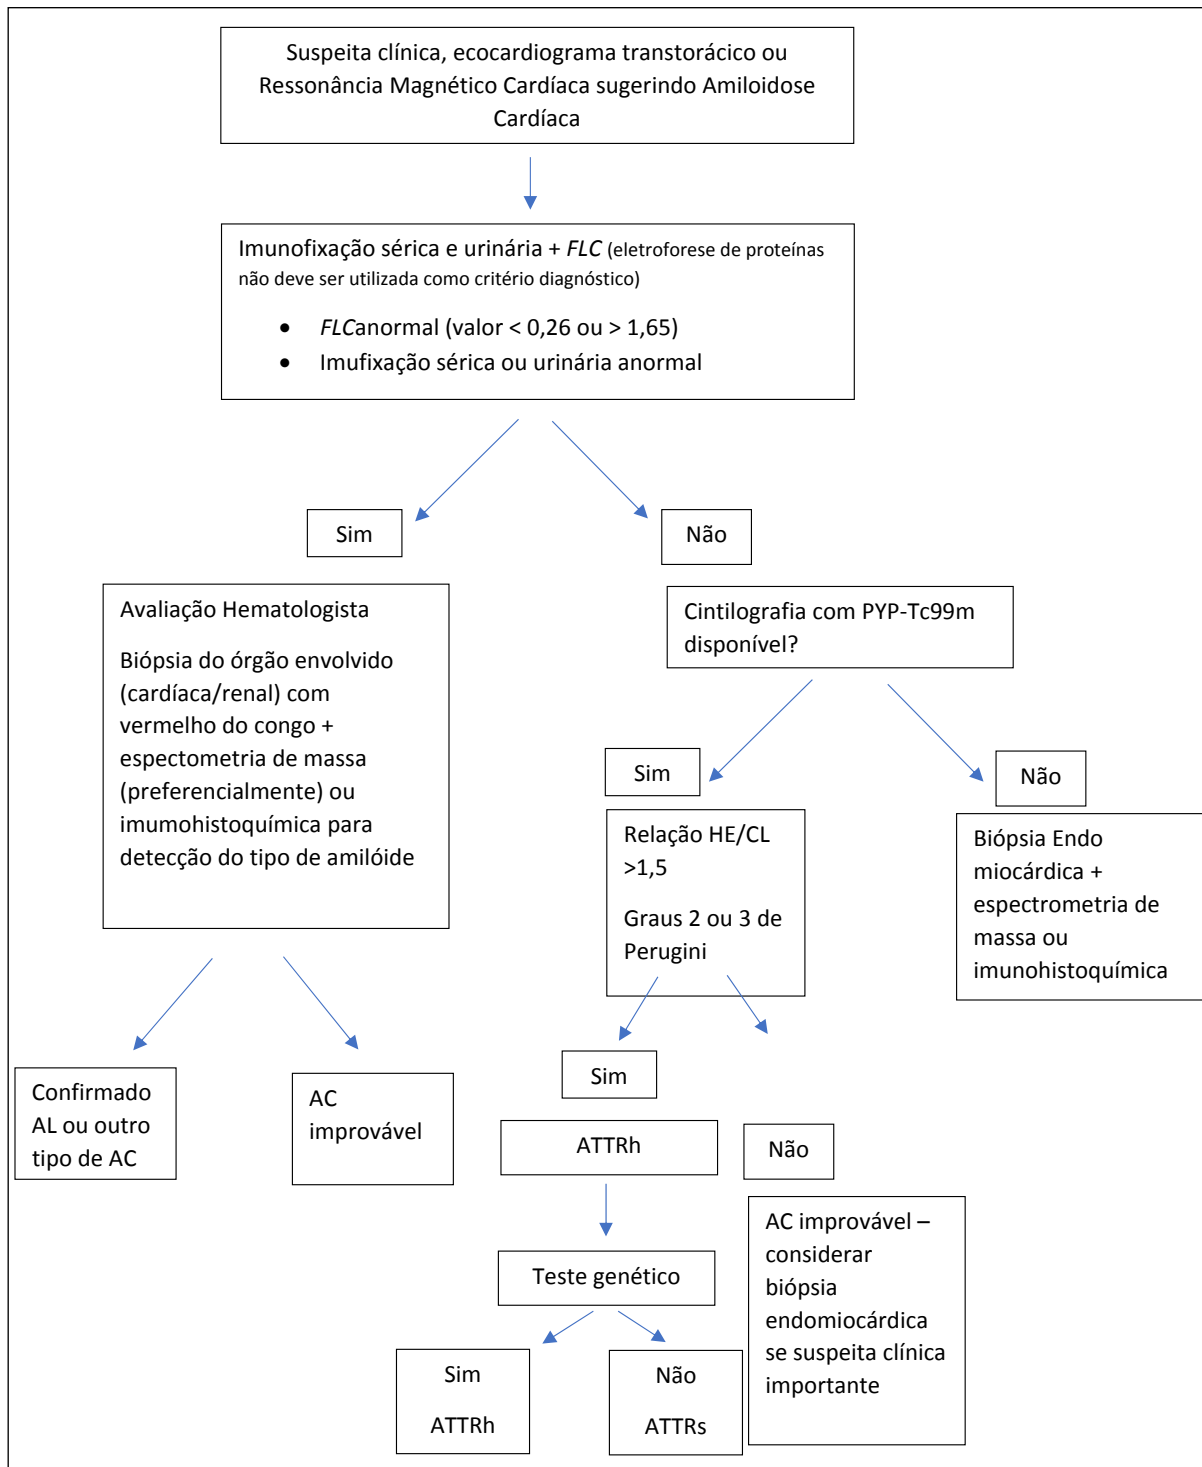 Suspeita clínica, ecocardiograma transtorácico ou
Ressonância Magnético Cardíaca sugerindo Amiloidose
Cardíaca
Imunofixação sérica e urinária + FLC (eletroforese de proteínas
não deve ser utilizada como critério diagnóstico)
• FLCanormal (valor < 0,26 ou > 1,65)
• Imufixação sérica ou urinária anormal
Sim
Não
Avaliação Hematologista
Biópsia do órgão envolvido
(cardíaca/renal) com
vermelho do congo +
espectometria de massa
(preferencialmente) ou
imumohistoquímica para
detecção do tipo de amilóide
Cintilografia com PYP-Tc99m
disponível?
Sim
Não
Relação HE/CL
>1,5
Graus 2 ou 3 de
Perugini
Biópsia Endo
miocárdica +
espectrometria de
massa ou
imunohistoquímica
Confirmado
AL ou outro
tipo de AC
AC
improvável
Sim
ATTRh
Não
Teste genético
AC improvável –
considerar
biópsia
endomiocárdica
se suspeita clínica
importante
Sim
ATTRh
Não
ATTRs